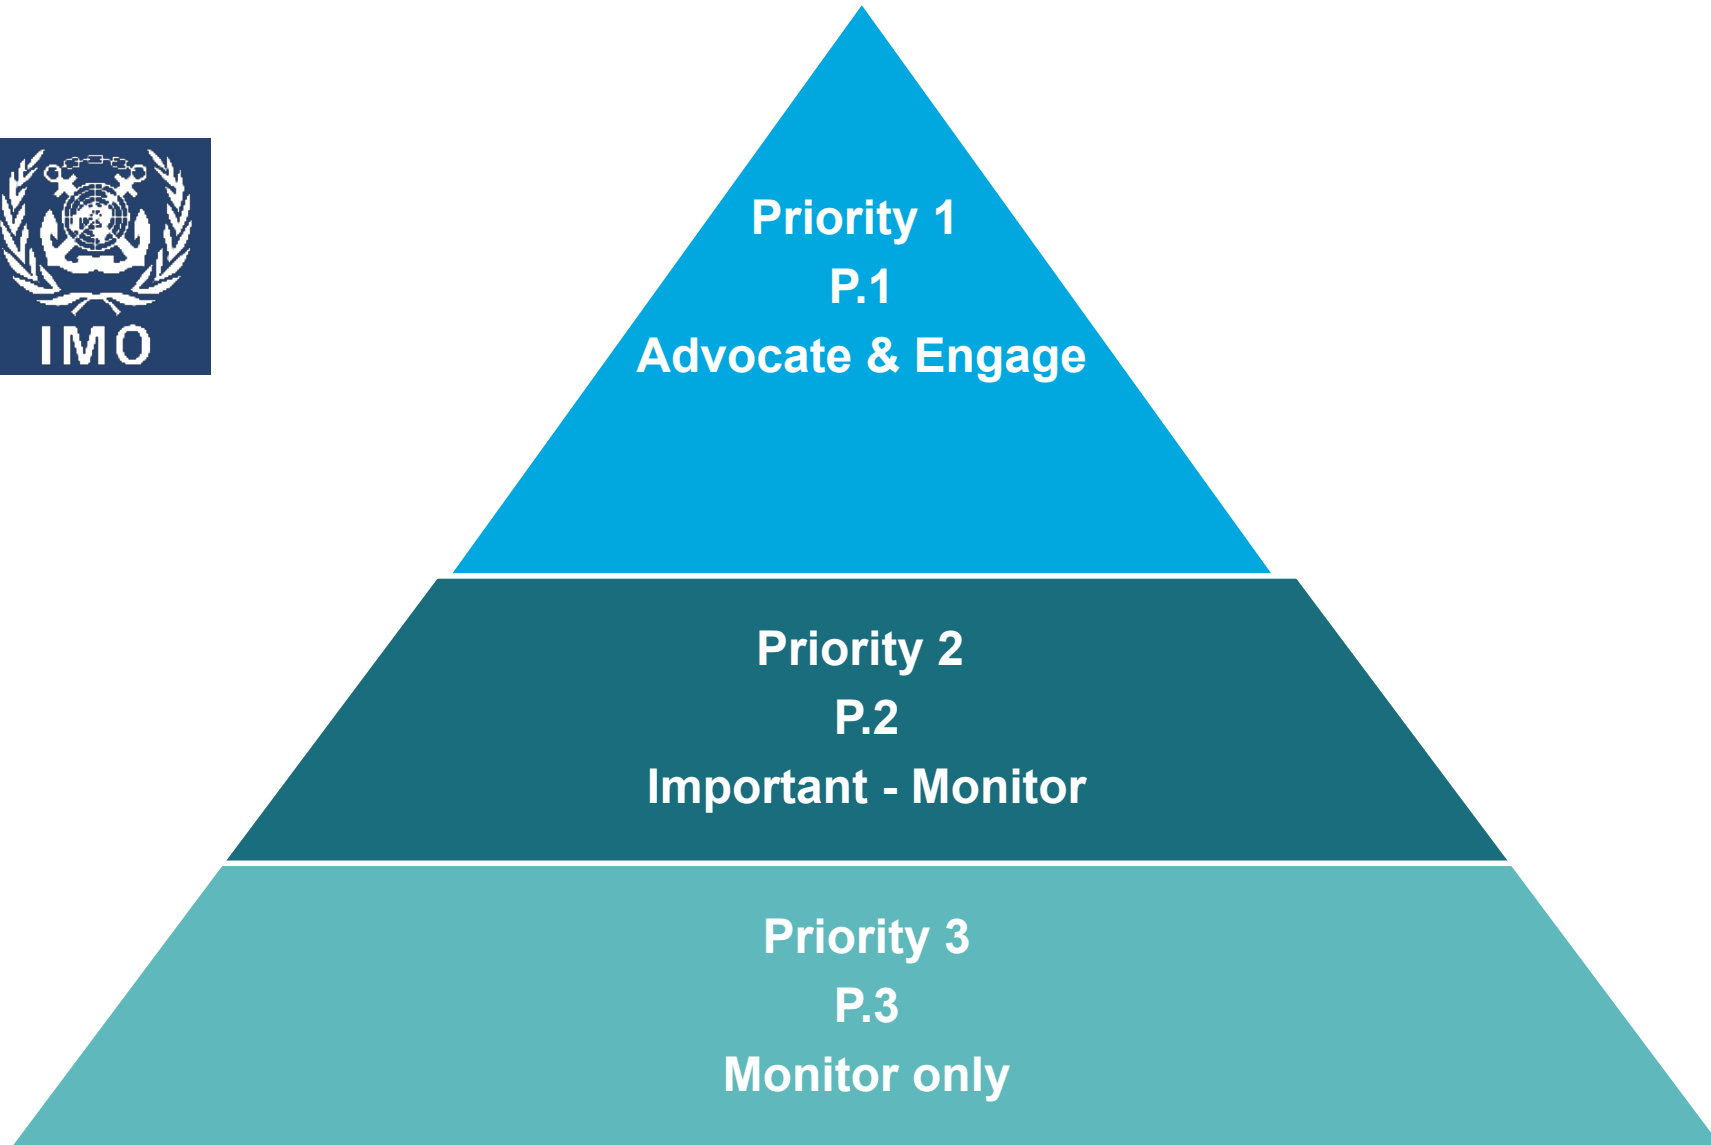 IMO
Priority 1
P.1
Advocate & Engage
Priority 2
P.2
Important - Monitor
Priority 3
P.3
Monitor only